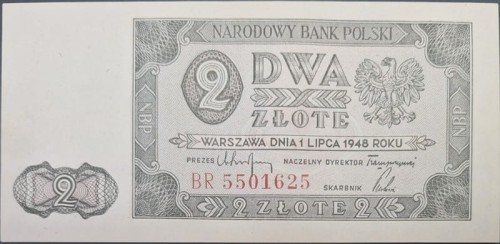 NARODOWY BANK POLSKI
2 DWA
ZŁOTE
NBP
NBP
WARSZAWA DNIA 1 LIPCA 1948 ROKU
PREZES NACZELNY DYREKTOR
BR 5501625 SKARBNIK
2
2 ZŁOTE 2